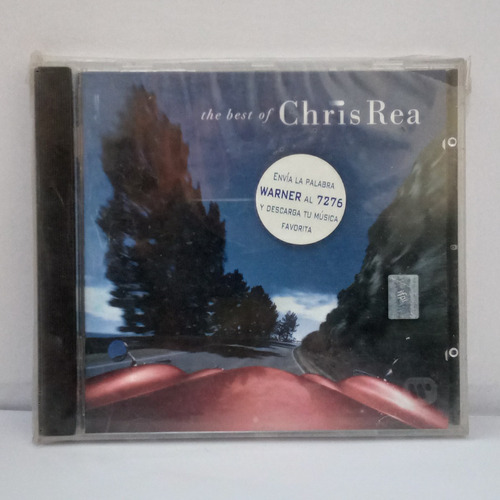 the best of Chris Rea
ENVÍA LA PALABRA
WARNER AL 7276
Y DESCARGA TU MÚSICA
FAVORITA